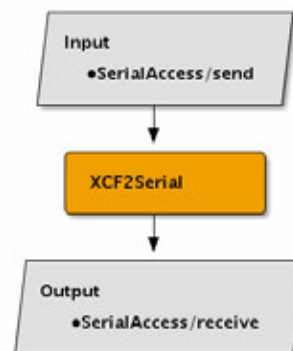 Input
•SerialAccess/send
XCF2Serial
Output
•SerialAccess/receive